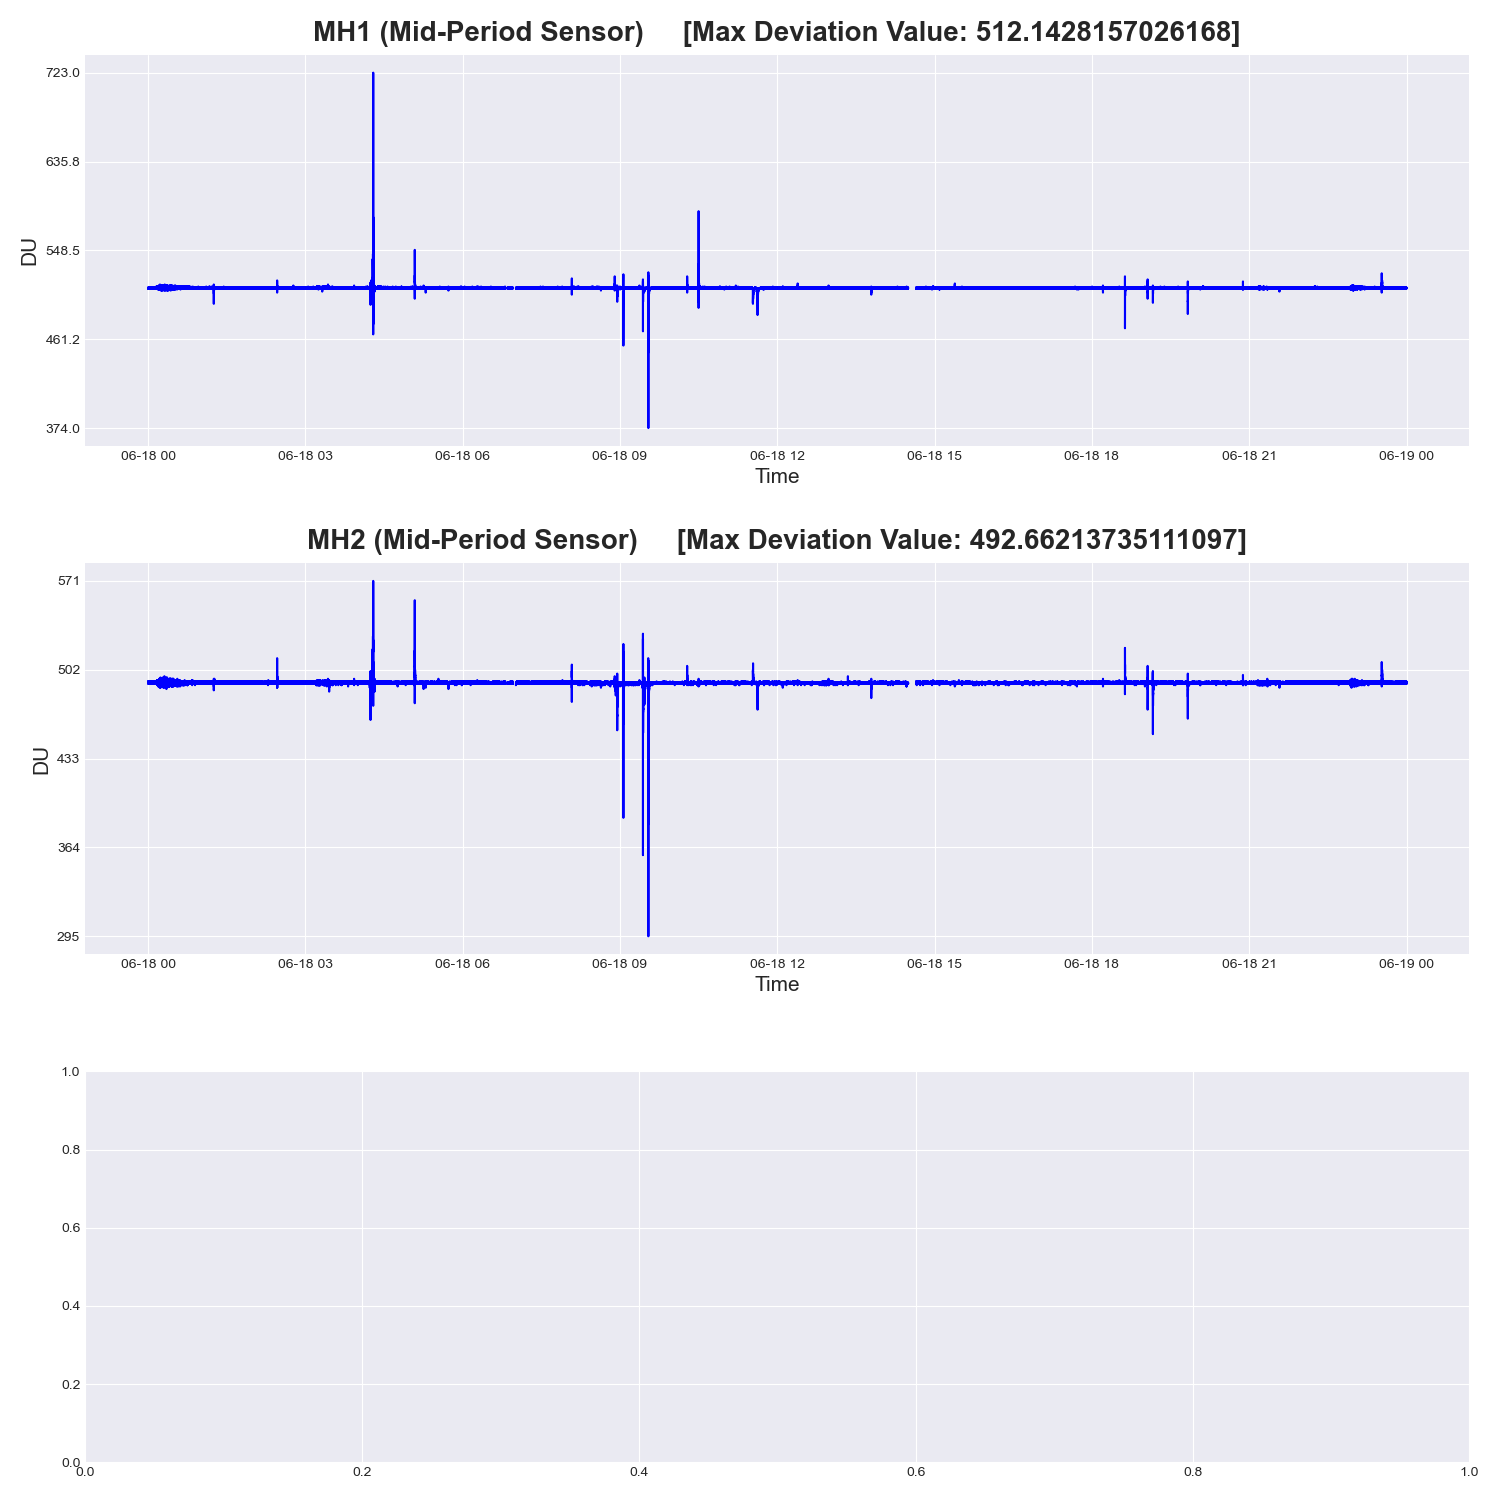 MH1 (Mid-Period Sensor) [Max Deviation Value: 512.1428157026168]
723.0
635.8
548.5
461.2
374.0
DU
06-18 00 06-18 03 06-18 06 06-18 09 06-18 12 06-18 15 06-18 18 06-18 21 06-19 00
Time
MH2 (Mid-Period Sensor) [Max Deviation Value: 492.66213735111097]
571
502
433
364
295
DU
06-18 00 06-18 03 06-18 06 06-18 09 06-18 12 06-18 15 06-18 18 06-18 21 06-19 00
Time
1.0
0.8
0.6
0.4
0.2
0.0
0.0 0.2 0.4 0.6 0.8 1.0